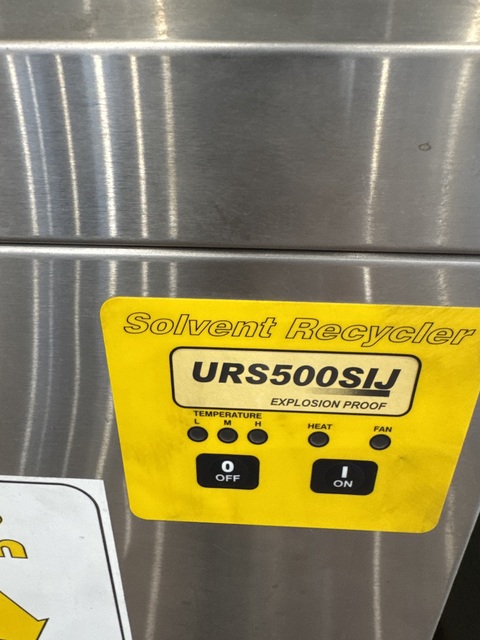 Solvent Recycler
URS500SIJ
EXPLOSION PROOF
TEMPERATURE
L M H HEAT FAN
0 I
OFF ON